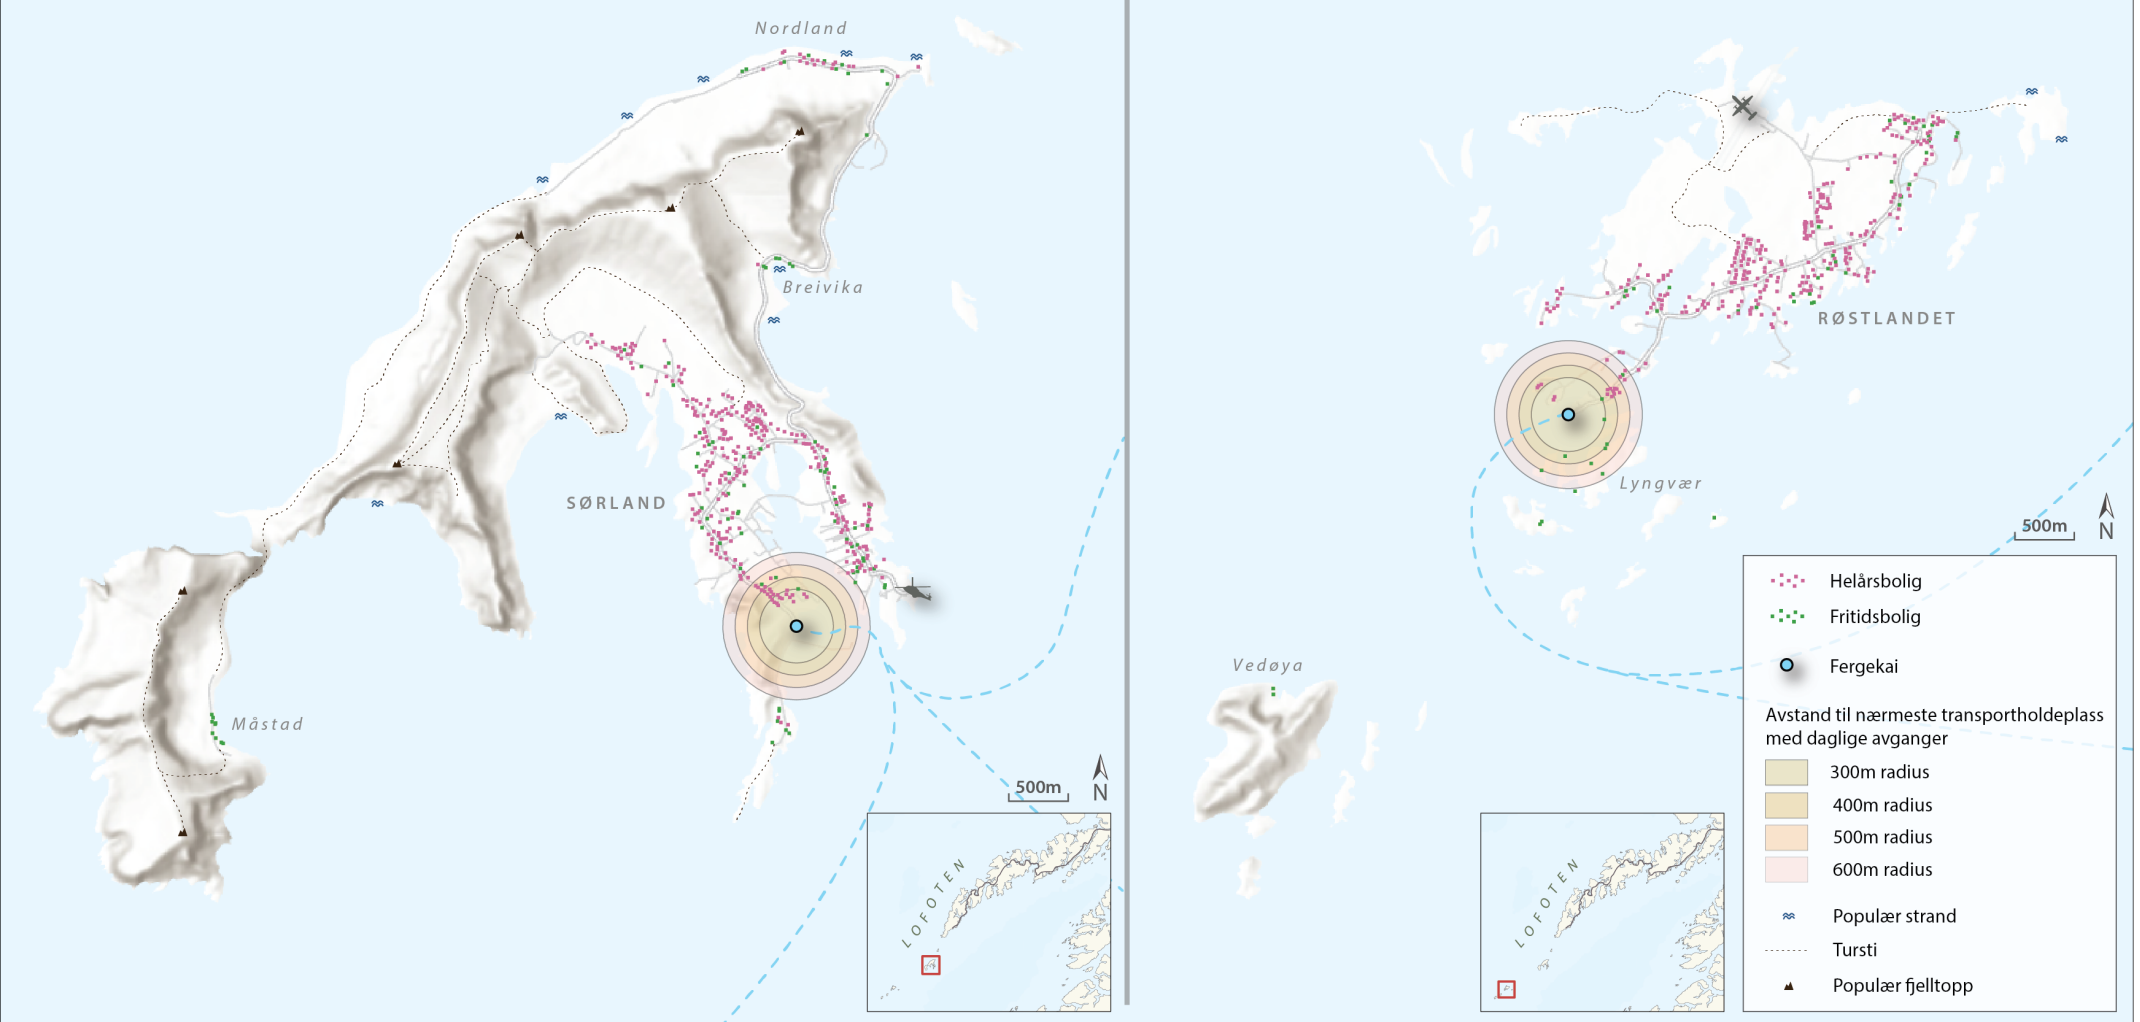 Nordland
Breivika
SØRLAND
Måstad
500m
N
LOFOTEN
RØSTLANDET
Lyngvær
Vedøya
500m
N
LOFOTEN
Helårsbolig
Fritidsbolig
Fergekai
Avstand til nærmeste transportholdeplass
med daglige avganger
300m radius
400m radius
500m radius
600m radius
Populær strand
Tursti
Populær fjelltopp